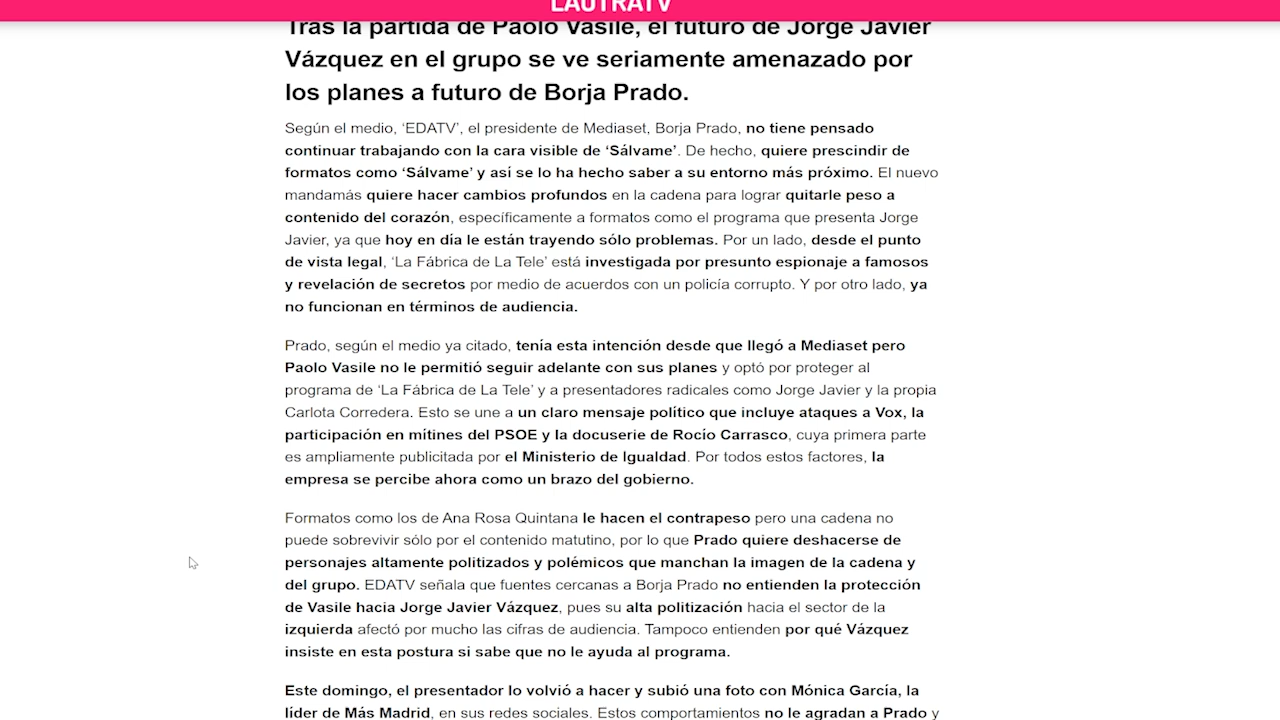 LAUTRATV
Tras la partida de Paolo Vasile, el futuro de Jorge Javier
Vázquez en el grupo se ve seriamente amenazado por
los planes a futuro de Borja Prado.
Según el medio, ‘EDATV’, el presidente de Mediaset, Borja Prado, no tiene pensado
continuar trabajando con la cara visible de ‘Sálvame’. De hecho, quiere prescindir de
formatos como ‘Sálvame’ y así se lo ha hecho saber a su entorno más próximo. El nuevo
mandamás quiere hacer cambios profundos en la cadena para lograr quitarle peso a
contenido del corazón, específicamente a formatos como el programa que presenta Jorge
Javier, ya que hoy en día le están trayendo sólo problemas. Por un lado, desde el punto
de vista legal, ‘La Fábrica de La Tele’ está investigada por presunto espionaje a famosos
y revelación de secretos por medio de acuerdos con un policía corrupto. Y por otro lado, ya
no funcionan en términos de audiencia.
Prado, según el medio ya citado, tenía esta intención desde que llegó a Mediaset pero
Paolo Vasile no le permitió seguir adelante con sus planes y optó por proteger al
programa de ‘La Fábrica de La Tele’ y a presentadores radicales como Jorge Javier y la propia
Carlota Corredera. Esto se une a un claro mensaje político que incluye ataques a Vox, la
participación en mítines del PSOE y la docuserie de Rocío Carrasco, cuya primera parte
es ampliamente publicitada por el Ministerio de Igualdad. Por todos estos factores, la
empresa se percibe ahora como un brazo del gobierno.
Formatos como los de Ana Rosa Quintana le hacen el contrapeso pero una cadena no
puede sobrevivir sólo por el contenido matutino, por lo que Prado quiere deshacerse de
personajes altamente politizados y polémicos que manchan la imagen de la cadena y
del grupo. EDATV señala que fuentes cercanas a Borja Prado no entienden la protección
de Vasile hacia Jorge Javier Vázquez, pues su alta politización hacia el sector de la
izquierda afectó por mucho las cifras de audiencia. Tampoco entienden por qué Vázquez
insiste en esta postura si sabe que no le ayuda al programa.
Este domingo, el presentador lo volvió a hacer y subió una foto con Mónica García, la
líder de Más Madrid, en sus redes sociales. Estos comportamientos no le agradan a Prado y